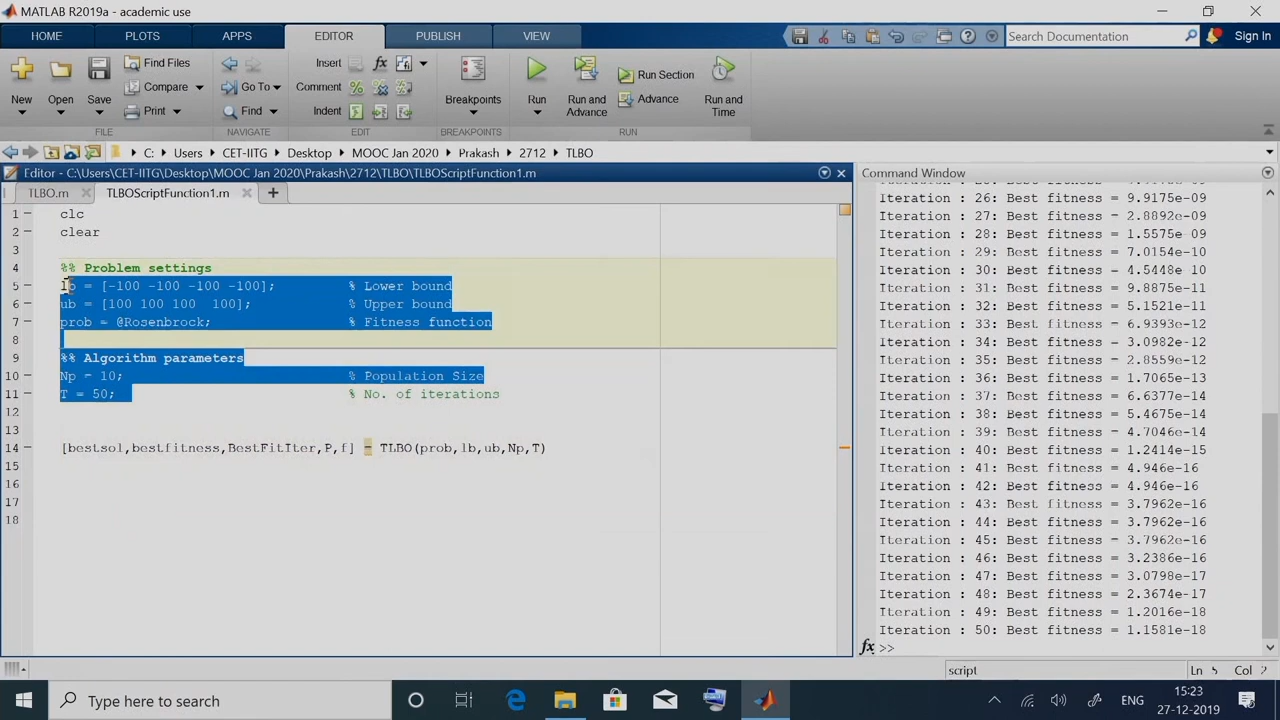 MATLAB R2019a - academic use
HOME PLOTS APPS EDITOR PUBLISH VIEW Search Documentation Sign In
Find Files Insert fx Run Section
Compare Go To Comment
New Open Save Breakpoints Run Run and Advance Advance Run and Time
Print Find Indent
FILE NAVIGATE EDIT BREAKPOINTS RUN
C: Users CET-IITG Desktop MOOC Jan 2020 Prakash 2712 TLBO
Editor - C:\Users\CET-IITG\Desktop\MOOC Jan 2020\Prakash\2712\TLBO\TLBOScriptFunction1.m
TLBO.m TLBOScriptFunction1.m
1 clc
2 clear
3
4 %% Problem settings
5 lb = [-100 -100 -100 -100]; % Lower bound
6 ub = [100 100 100 100]; % Upper bound
7 prob = @Rosenbrock; % Fitness function
8
9 %% Algorithm parameters
10 Np = 10; % Population Size
11 T = 50; % No. of iterations
12
13
14 [bestsol,bestfitness,BestFitIter,P,f] = TLBO(prob,lb,ub,Np,T)
15
16
17
18
Command Window
Iteration : 26: Best fitness = 9.9175e-09
Iteration : 27: Best fitness = 2.8892e-09
Iteration : 28: Best fitness = 1.5575e-09
Iteration : 29: Best fitness = 7.0154e-10
Iteration : 30: Best fitness = 4.5448e-10
Iteration : 31: Best fitness = 9.8875e-11
Iteration : 32: Best fitness = 5.1521e-11
Iteration : 33: Best fitness = 6.9392e-12
Iteration : 34: Best fitness = 3.0982e-12
Iteration : 35: Best fitness = 2.8559e-12
Iteration : 36: Best fitness = 1.7065e-13
Iteration : 37: Best fitness = 6.6377e-14
Iteration : 38: Best fitness = 5.4675e-14
Iteration : 39: Best fitness = 4.9029e-15
Iteration : 40: Best fitness = 1.2414e-15
Iteration : 41: Best fitness = 4.946e-16
Iteration : 42: Best fitness = 4.946e-16
Iteration : 43: Best fitness = 3.7962e-16
Iteration : 44: Best fitness = 3.7962e-16
Iteration : 45: Best fitness = 3.7962e-16
Iteration : 46: Best fitness = 3.2386e-16
Iteration : 47: Best fitness = 3.0798e-17
Iteration : 48: Best fitness = 2.3674e-17
Iteration : 49: Best fitness = 1.2016e-18
Iteration : 50: Best fitness = 1.1581e-18
fx >>
script Ln 5 Col 2
Type here to search
ENG
15:23
27-12-2019